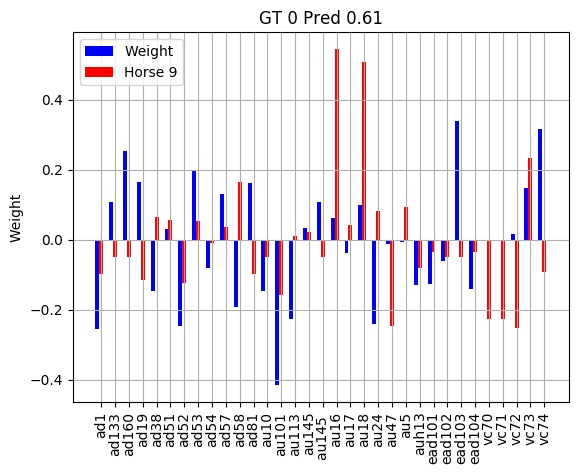 GT 0 Pred 0.61
Weight
Horse 9
Weight
0.4
0.2
0.0
−0.2
−0.4
ad1
ad133
ad160
ad19
ad38
ad51
ad52
ad53
ad54
ad57
ad58
ad81
au10
au101
au113
au145
au145
au16
au17
au18
au24
au47
au5
auh13
ead101
ead102
ead103
ead104
vc70
vc71
vc72
vc73
vc74